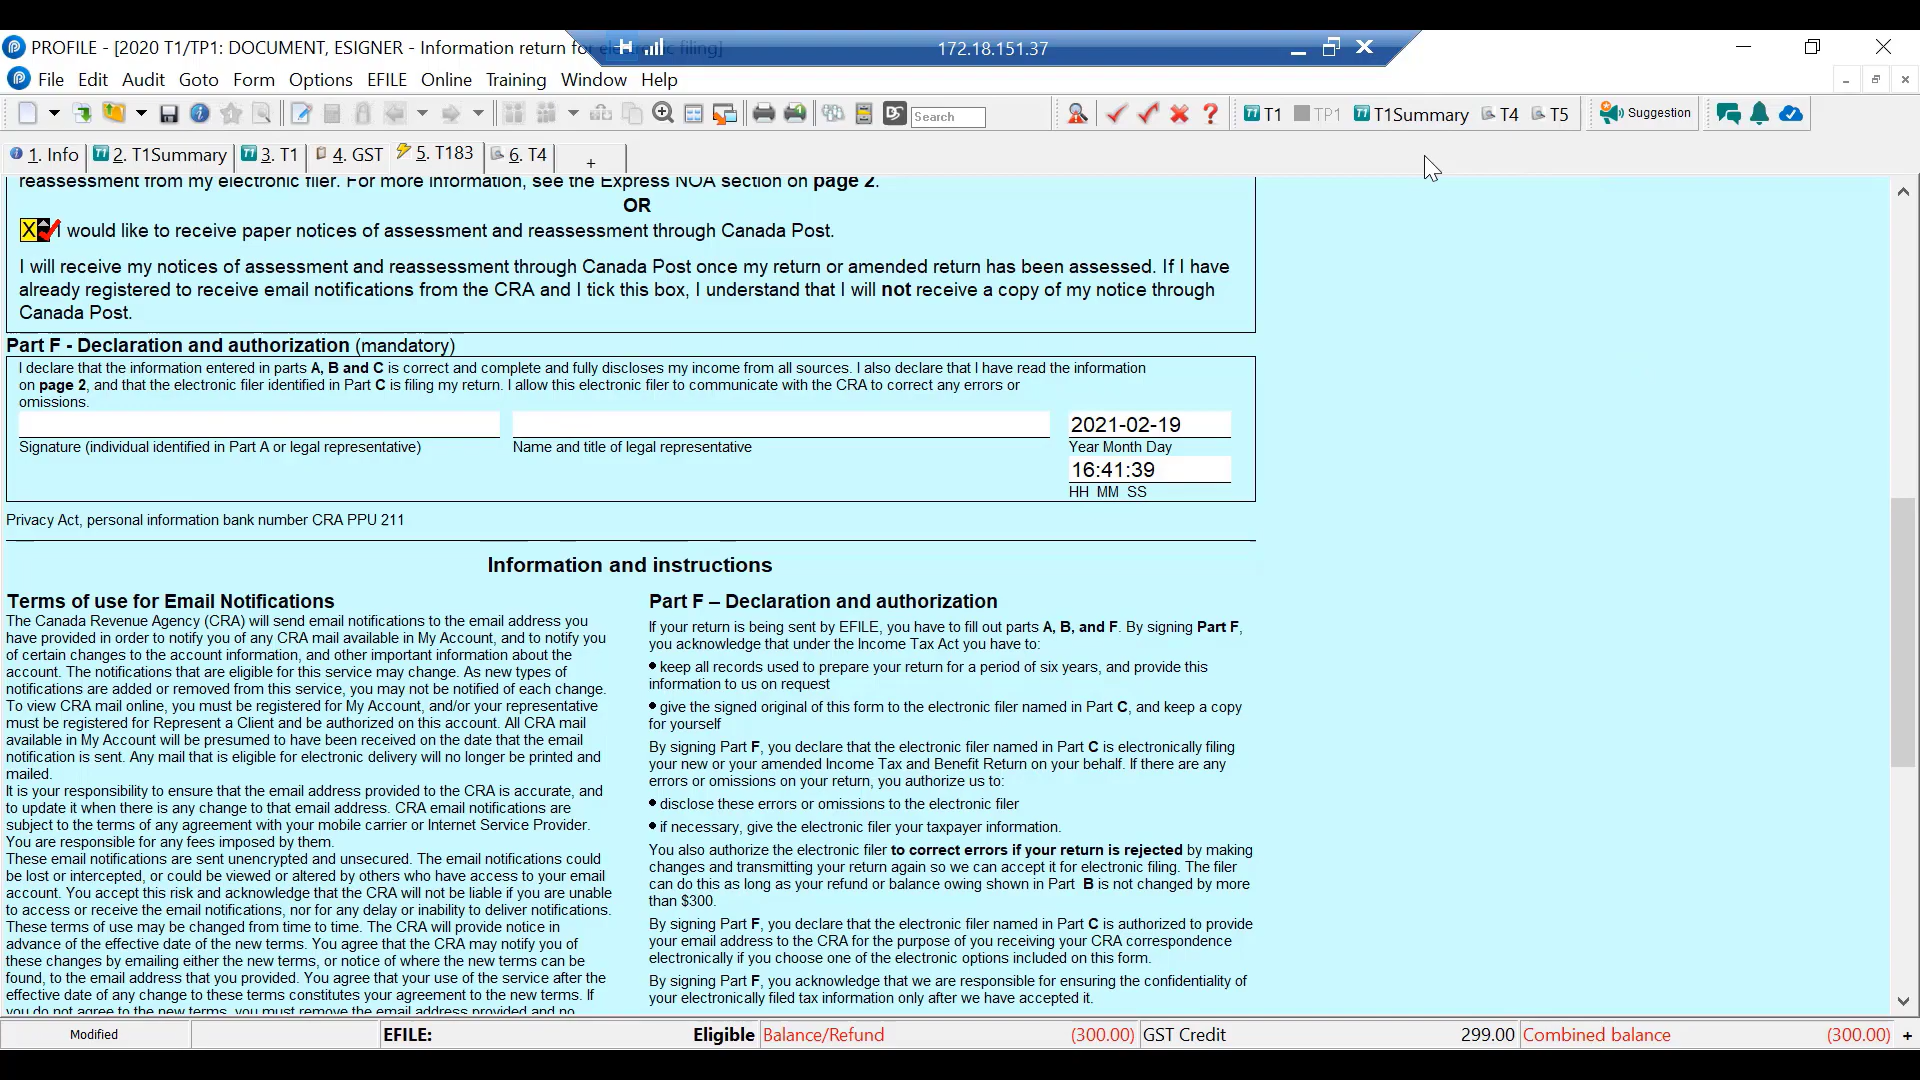 PROFILE - [2020 T1/TP1: DOCUMENT, ESIGNER - Information return for electronic filing]
172.18.151.37
File Edit Audit Goto Form Options EFILE Online Training Window Help
Search
T1 TP1 T1Summary T4 T5 Suggestion
1. Info 2. T1Summary 3. T1 4. GST 5. T183 6. T4 +
reassessment from my electronic filer. For more information, see the Express NOA section on page 2.
OR
X I would like to receive paper notices of assessment and reassessment through Canada Post.
I will receive my notices of assessment and reassessment through Canada Post once my return or amended return has been assessed. If I have
already registered to receive email notifications from the CRA and I tick this box, I understand that I will not receive a copy of my notice through
Canada Post.
Part F - Declaration and authorization (mandatory)
I declare that the information entered in parts A, B and C is correct and complete and fully discloses my income from all sources. I also declare that I have read the information
on page 2, and that the electronic filer identified in Part C is filing my return. I allow this electronic filer to communicate with the CRA to correct any errors or
omissions.
2021-02-19
Signature (individual identified in Part A or legal representative) Name and title of legal representative Year Month Day
16:41:39
HH MM SS
Privacy Act, personal information bank number CRA PPU 211
Information and instructions
Terms of use for Email Notifications
The Canada Revenue Agency (CRA) will send email notifications to the email address you
have provided in order to notify you of any CRA mail available in My Account, and to notify you
of certain changes to the account information, and other important information about the
account. The notifications that are eligible for this service may change. As new types of
notifications are added or removed from this service, you may not be notified of each change.
To view CRA mail online, you must be registered for My Account, and/or your representative
must be registered for Represent a Client and be authorized on this account. All CRA mail
available in My Account will be presumed to have been received on the date that the email
notification is sent. Any mail that is eligible for electronic delivery will no longer be printed and
mailed.
It is your responsibility to ensure that the email address provided to the CRA is accurate, and
to update it when there is any change to that email address. CRA email notifications are
subject to the terms of any agreement with your mobile carrier or Internet Service Provider.
You are responsible for any fees imposed by them.
These email notifications are sent unencrypted and unsecured. The email notifications could
be lost or intercepted, or could be viewed or altered by others who have access to your email
account. You accept this risk and acknowledge that the CRA will not be liable if you are unable
to access or receive the email notifications, nor for any delay or inability to deliver notifications.
These terms of use may be changed from time to time. The CRA will provide notice in
advance of the effective date of the new terms. You agree that the CRA may notify you of
these changes by emailing either the new terms, or notice of where the new terms can be
found, to the email address that you provided. You agree that your use of the service after the
effective date of any change to these terms constitutes your agreement to the new terms. If
you do not agree to the new terms, you must remove the email address provided and no
Part F – Declaration and authorization
If your return is being sent by EFILE, you have to fill out parts A, B, and F. By signing Part F,
you acknowledge that under the Income Tax Act you have to:
• keep all records used to prepare your return for a period of six years, and provide this
information to us on request
• give the signed original of this form to the electronic filer named in Part C, and keep a copy
for yourself
By signing Part F, you declare that the electronic filer named in Part C is electronically filing
your new or your amended Income Tax and Benefit Return on your behalf. If there are any
errors or omissions on your return, you authorize us to:
• disclose these errors or omissions to the electronic filer
• if necessary, give the electronic filer your taxpayer information.
You also authorize the electronic filer to correct errors if your return is rejected by making
changes and transmitting your return again so we can accept it for electronic filing. The filer
can do this as long as your refund or balance owing shown in Part B is not changed by more
than $300.
By signing Part F, you declare that the electronic filer named in Part C is authorized to provide
your email address to the CRA for the purpose of you receiving your CRA correspondence
electronically if you choose one of the electronic options included on this form.
By signing Part F, you acknowledge that we are responsible for ensuring the confidentiality of
your electronically filed tax information only after we have accepted it.
Modified EFILE: Eligible Balance/Refund (300.00) GST Credit 299.00 Combined balance (300.00) +